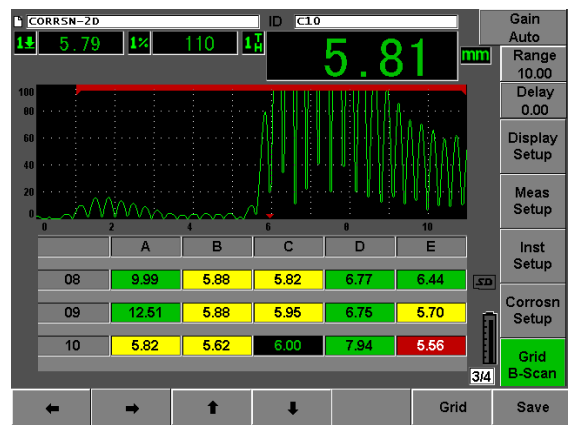 CORRSN-2D ID C10 Gain
Auto
1 5.79 1% 110 1 T H 5.81 mm
Range
10.00
Delay
0.00
Display
Setup
Meas
Setup
Inst
Setup
Corrosn
Setup
Grid
B-Scan
100
80
60
40
20
0
0 2 4 6 8 10
A B C D E
08 9.99 5.88 5.82 6.77 6.44 SD
09 12.51 5.88 5.95 6.75 5.70
10 5.82 5.62 6.00 7.94 5.56
3/4
Grid Save